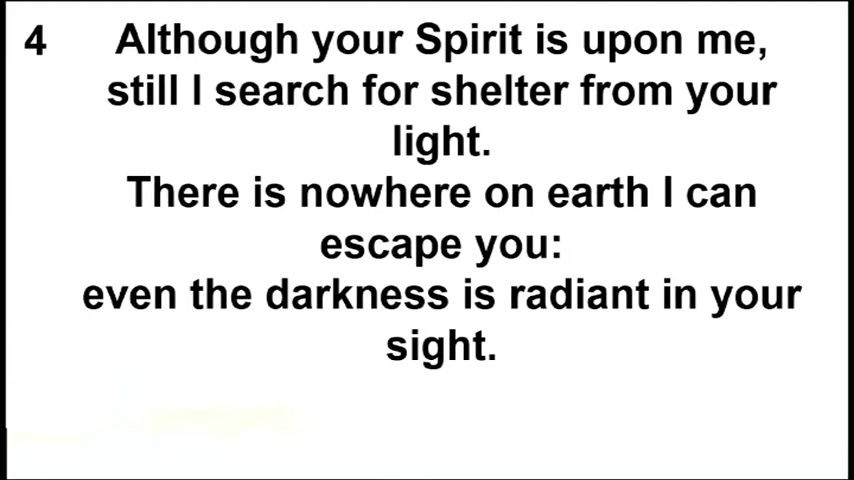 4 Although your Spirit is upon me,
still I search for shelter from your
light.
There is nowhere on earth I can
escape you:
even the darkness is radiant in your
sight.